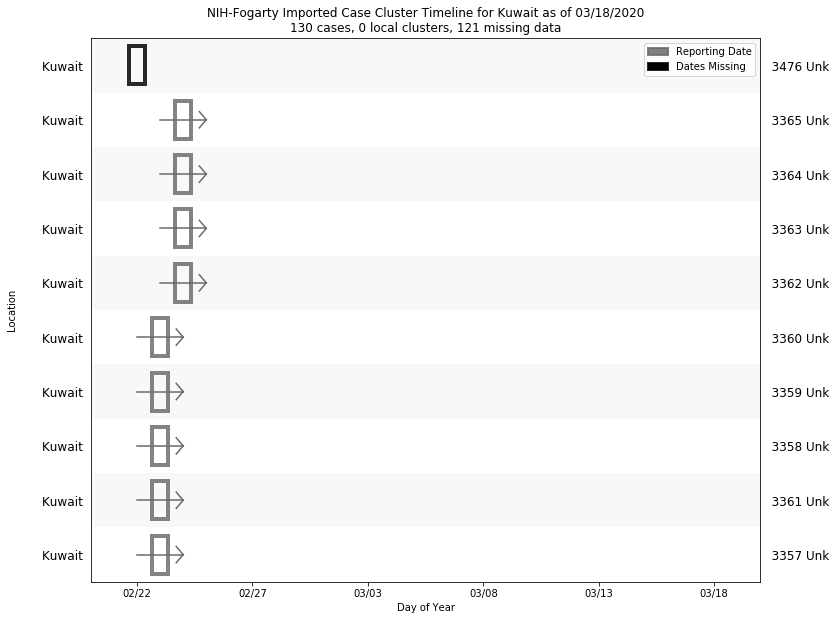 NIH-Fogarty Imported Case Cluster Timeline for Kuwait as of 03/18/2020
130 cases, 0 local clusters, 121 missing data
Reporting Date
Dates Missing
Kuwait 3476 Unk
Kuwait 3365 Unk
Kuwait 3364 Unk
Kuwait 3363 Unk
Kuwait 3362 Unk
Kuwait 3360 Unk
Kuwait 3359 Unk
Kuwait 3358 Unk
Kuwait 3361 Unk
Kuwait 3357 Unk
Location
02/22 02/27 03/03 03/08 03/13 03/18
Day of Year